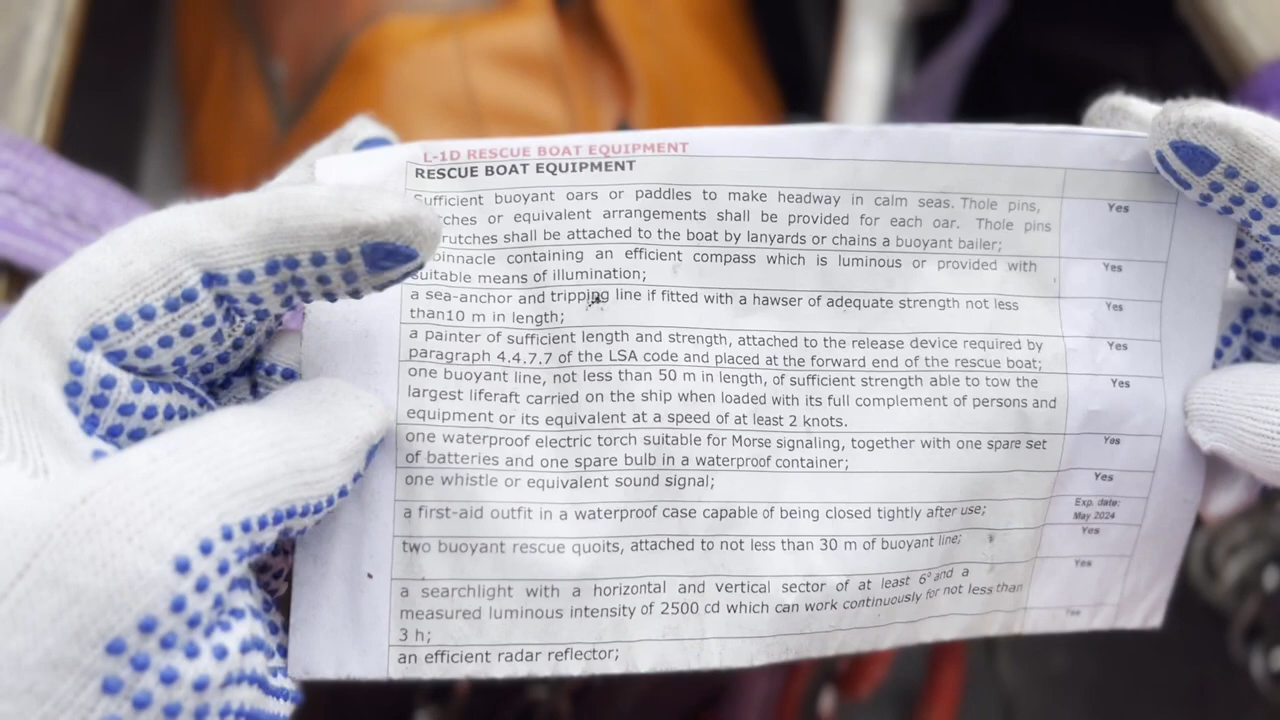 L-1D RESCUE BOAT EQUIPMENT
RESCUE BOAT EQUIPMENT
Sufficient buoyant oars or paddles to make headway in calm seas. Thole pins,
or equivalent arrangements shall be provided for each oar. Thole pins
shall be attached to the boat by lanyards or chains a buoyant bailer;
Yes
binnacle containing an efficient compass which is luminous or provided with
suitable means of illumination;
Yes
a sea-anchor and tripping line if fitted with a hawser of adequate strength not less
than10 m in length;
Yes
a painter of sufficient length and strength, attached to the release device required by
paragraph 4.4.7.7 of the LSA code and placed at the forward end of the rescue boat;
Yes
one buoyant line, not less than 50 m in length, of sufficient strength able to tow the
largest liferaft carried on the ship when loaded with its full complement of persons and
equipment or its equivalent at a speed of at least 2 knots.
Yes
one waterproof electric torch suitable for Morse signaling, together with one spare set
of batteries and one spare bulb in a waterproof container;
Yes
one whistle or equivalent sound signal;
Yes
a first-aid outfit in a waterproof case capable of being closed tightly after use;
Exp. date:
May 2024
two buoyant rescue quoits, attached to not less than 30 m of buoyant line;
Yes
a searchlight with a horizontal and vertical sector of at least 6° and a
measured luminous intensity of 2500 cd which can work continuously for not less than
3 h;
Yes
an efficient radar reflector;
Yes